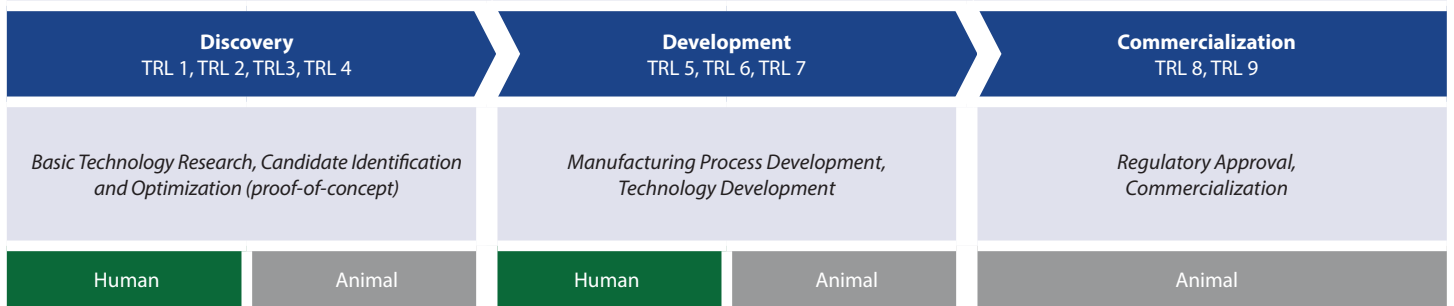 Discovery
TRL 1, TRL 2, TRL3, TRL 4
Development
TRL 5, TRL 6, TRL 7
Commercialization
TRL 8, TRL 9
Basic Technology Research, Candidate Identification
and Optimization (proof-of-concept)
Manufacturing Process Development,
Technology Development
Regulatory Approval,
Commercialization
Human
Animal
Human
Animal
Animal